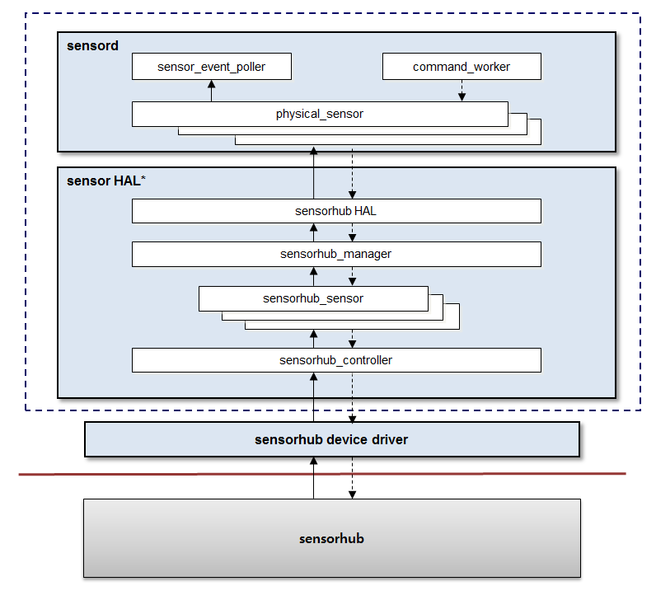 sensord
sensor_event_poller
command_worker
physical_sensor
sensor HAL*
sensorhub HAL
sensorhub_manager
sensorhub_sensor
sensorhub_controller
sensorhub device driver
sensorhub